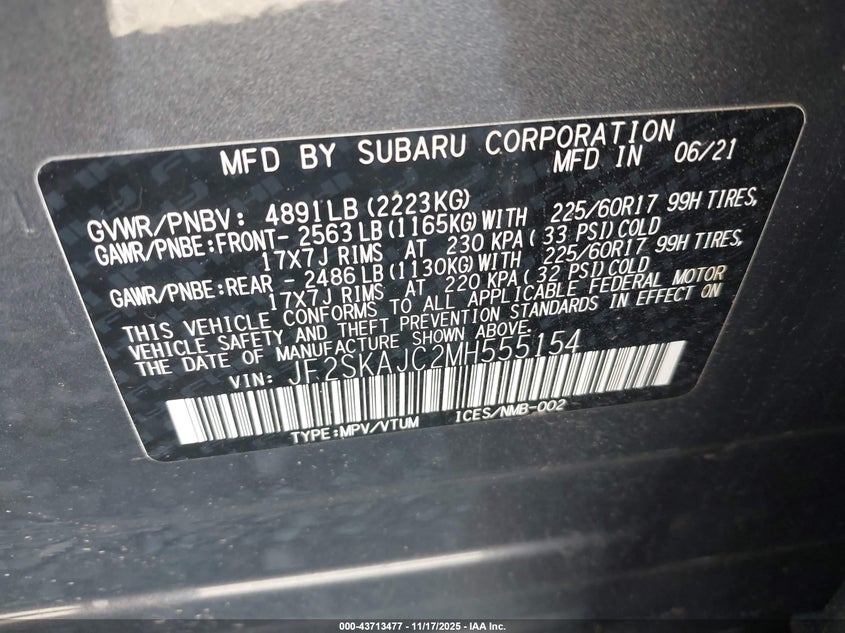 MFD BY SUBARU CORPORATION
MFD IN 06/21
GVWR/PNBV: 4891LB (2223KG)
GAWR/PNBE:FRONT- 2563 LB (1165KG) WITH 225/60R17 99H TIRES,
17X7J RIMS AT 230 KPA ( 33 PSI) COLD
GAWR/PNBE:REAR - 2486 LB (1130KG) WITH 225/60R17 99H TIRES,
17X7J RIMS AT 220 KPA ( 32 PSI) COLD
THIS VEHICLE CONFORMS TO ALL APPLICABLE FEDERAL MOTOR
VEHICLE SAFETY AND THEFT PREVENTION STANDARDS IN EFFECT ON
THE DATE OF MANUFACTURE SHOWN ABOVE.
VIN: JF2SKAJC2MH555154
TYPE:MPV/VTUM ICES/NMB-002
000-43713477 - 11/17/2025 - IAA Inc.